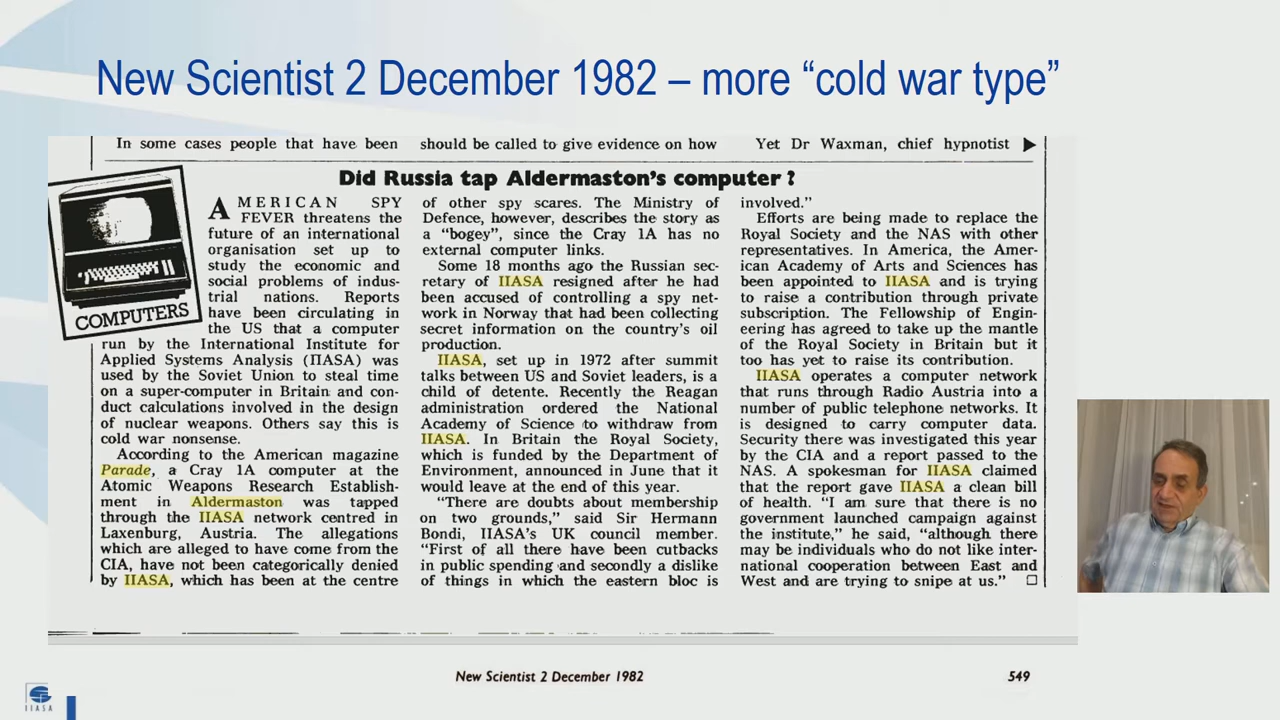 New Scientist 2 December 1982 – more “cold war type”
In some cases people that have been
should be called to give evidence on how
Yet Dr Waxman, chief hypnotist ▶
Did Russia tap Aldermaston's computer?
COMPUTERS
AMERICAN SPY
FEVER threatens the
future of an international
organisation set up to
study the economic and
social problems of indus-
trial nations. Reports
have been circulating in
the US that a computer
run by the International Institute for
Applied Systems Analysis (IIASA) was
used by the Soviet Union to steal time
on a super-computer in Britain and con-
duct calculations involved in the design
of nuclear weapons. Others say this is
cold war nonsense.
According to the American magazine
Parade, a Cray 1A computer at the
Atomic Weapons Research Establish-
ment in Aldermaston was tapped
through the IIASA network centred in
Laxenburg, Austria. The allegations
which are alleged to have come from the
CIA, have not been categorically denied
by IIASA, which has been at the centre
of other spy scares. The Ministry of
Defence, however, describes the story as
a “bogey”, since the Cray 1A has no
external computer links.
Some 18 months ago the Russian sec-
retary of IIASA resigned after he had
been accused of controlling a spy net-
work in Norway that had been collecting
secret information on the country's oil
production.
IIASA, set up in 1972 after summit
talks between US and Soviet leaders, is a
child of detente. Recently the Reagan
administration ordered the National
Academy of Science to withdraw from
IIASA. In Britain the Royal Society,
which is funded by the Department of
Environment, announced in June that it
would leave at the end of this year.
“There are doubts about membership
on two grounds,” said Sir Hermann
Bondi, IIASA's UK council member.
“First of all there have been cutbacks
in public spending and secondly a dislike
of things in which the eastern bloc is
involved.”
Efforts are being made to replace the
Royal Society and the NAS with other
representatives. In America, the Amer-
ican Academy of Arts and Sciences has
been appointed to IIASA and is trying
to raise a contribution through private
subscription. The Fellowship of Engin-
eering has agreed to take up the mantle
of the Royal Society in Britain but it
too has yet to raise its contribution.
IIASA operates a computer network
that runs through Radio Austria into a
number of public telephone networks. It
is designed to carry computer data.
Security there was investigated this year
by the CIA and a report passed to the
NAS. A spokesman for IIASA claimed
that the report gave IIASA a clean bill
of health. “I am sure that there is no
government launched campaign against
the institute,” he said, “although there
may be individuals who do not like inter-
national cooperation between East and
West and are trying to snipe at us.” □
New Scientist 2 December 1982
549
IIASA